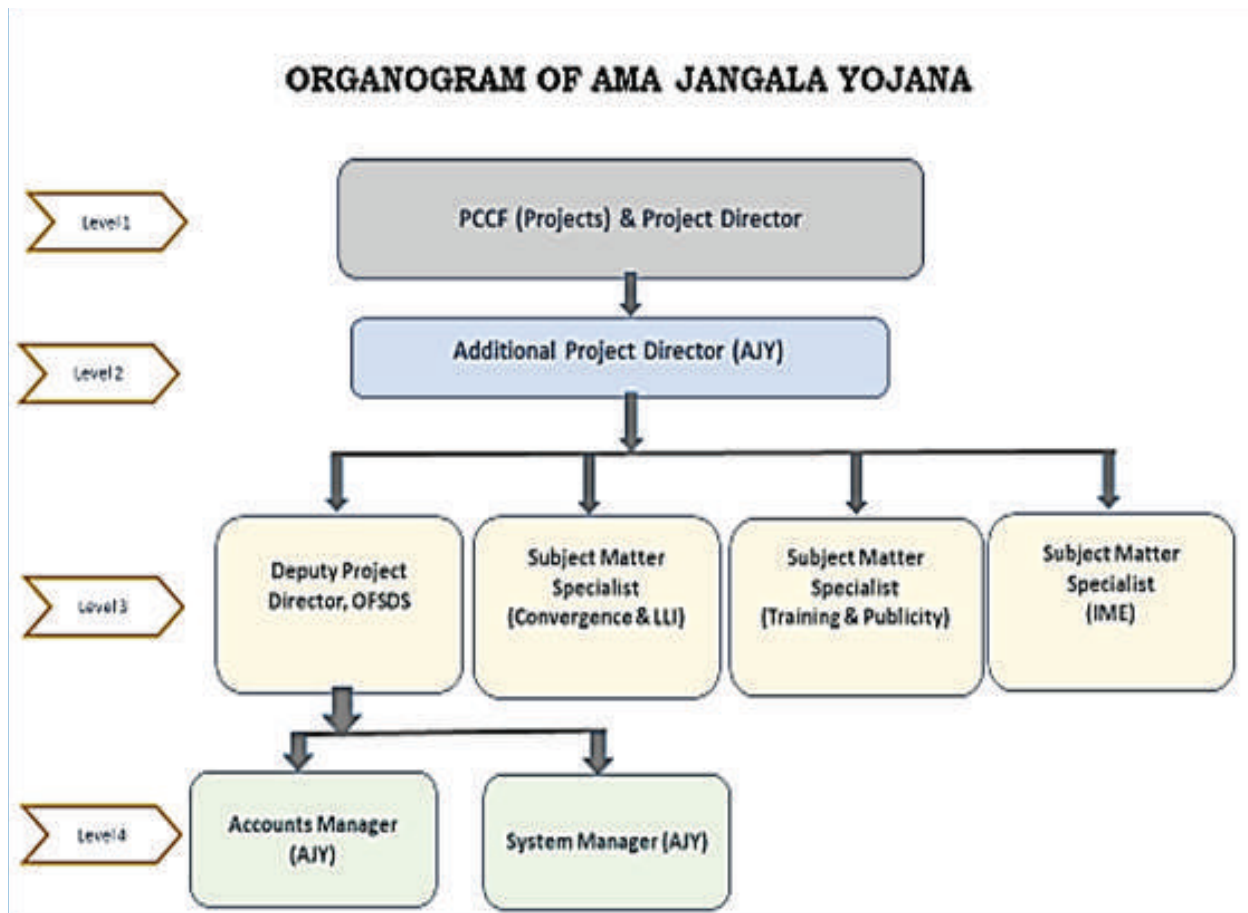 ORGANOGRAM OF AMA JANGALA YOJANA
Level 1
PCCF (Projects) & Project Director
Level 2
Additional Project Director (AJY)
Level 3
Deputy Project
Director, OFSDS
Subject Matter
Specialist
(Convergence & LLI)
Subject Matter
Specialist
(Training & Publicity)
Subject Matter
Specialist
(IME)
Level 4
Accounts Manager
(AJY)
System Manager (AJY)